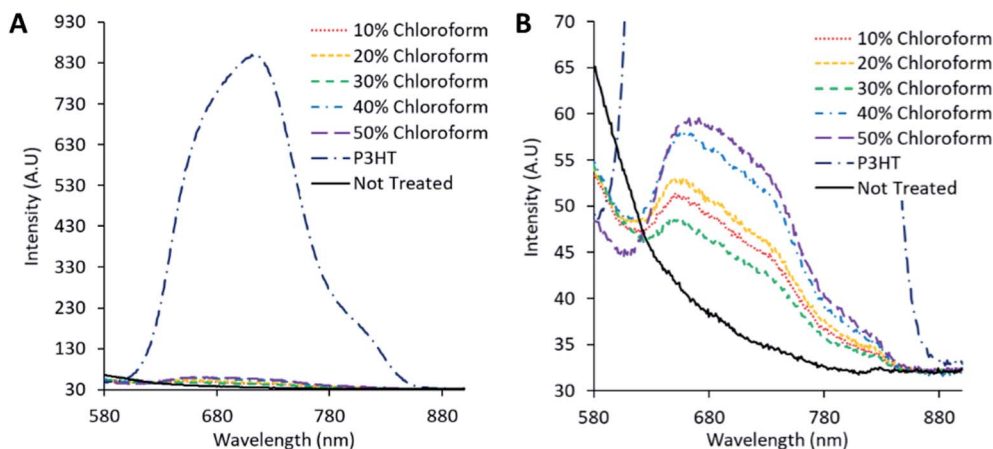 A
Intensity (A.U)
930
830
730
630
530
430
330
230
130
30
580
680
780
880
Wavelength (nm)
10% Chloroform
20% Chloroform
30% Chloroform
40% Chloroform
50% Chloroform
P3HT
Not Treated
B
Intensity (A.U)
70
65
60
55
50
45
40
35
30
580
680
780
880
Wavelength (nm)
10% Chloroform
20% Chloroform
30% Chloroform
40% Chloroform
50% Chloroform
P3HT
Not Treated